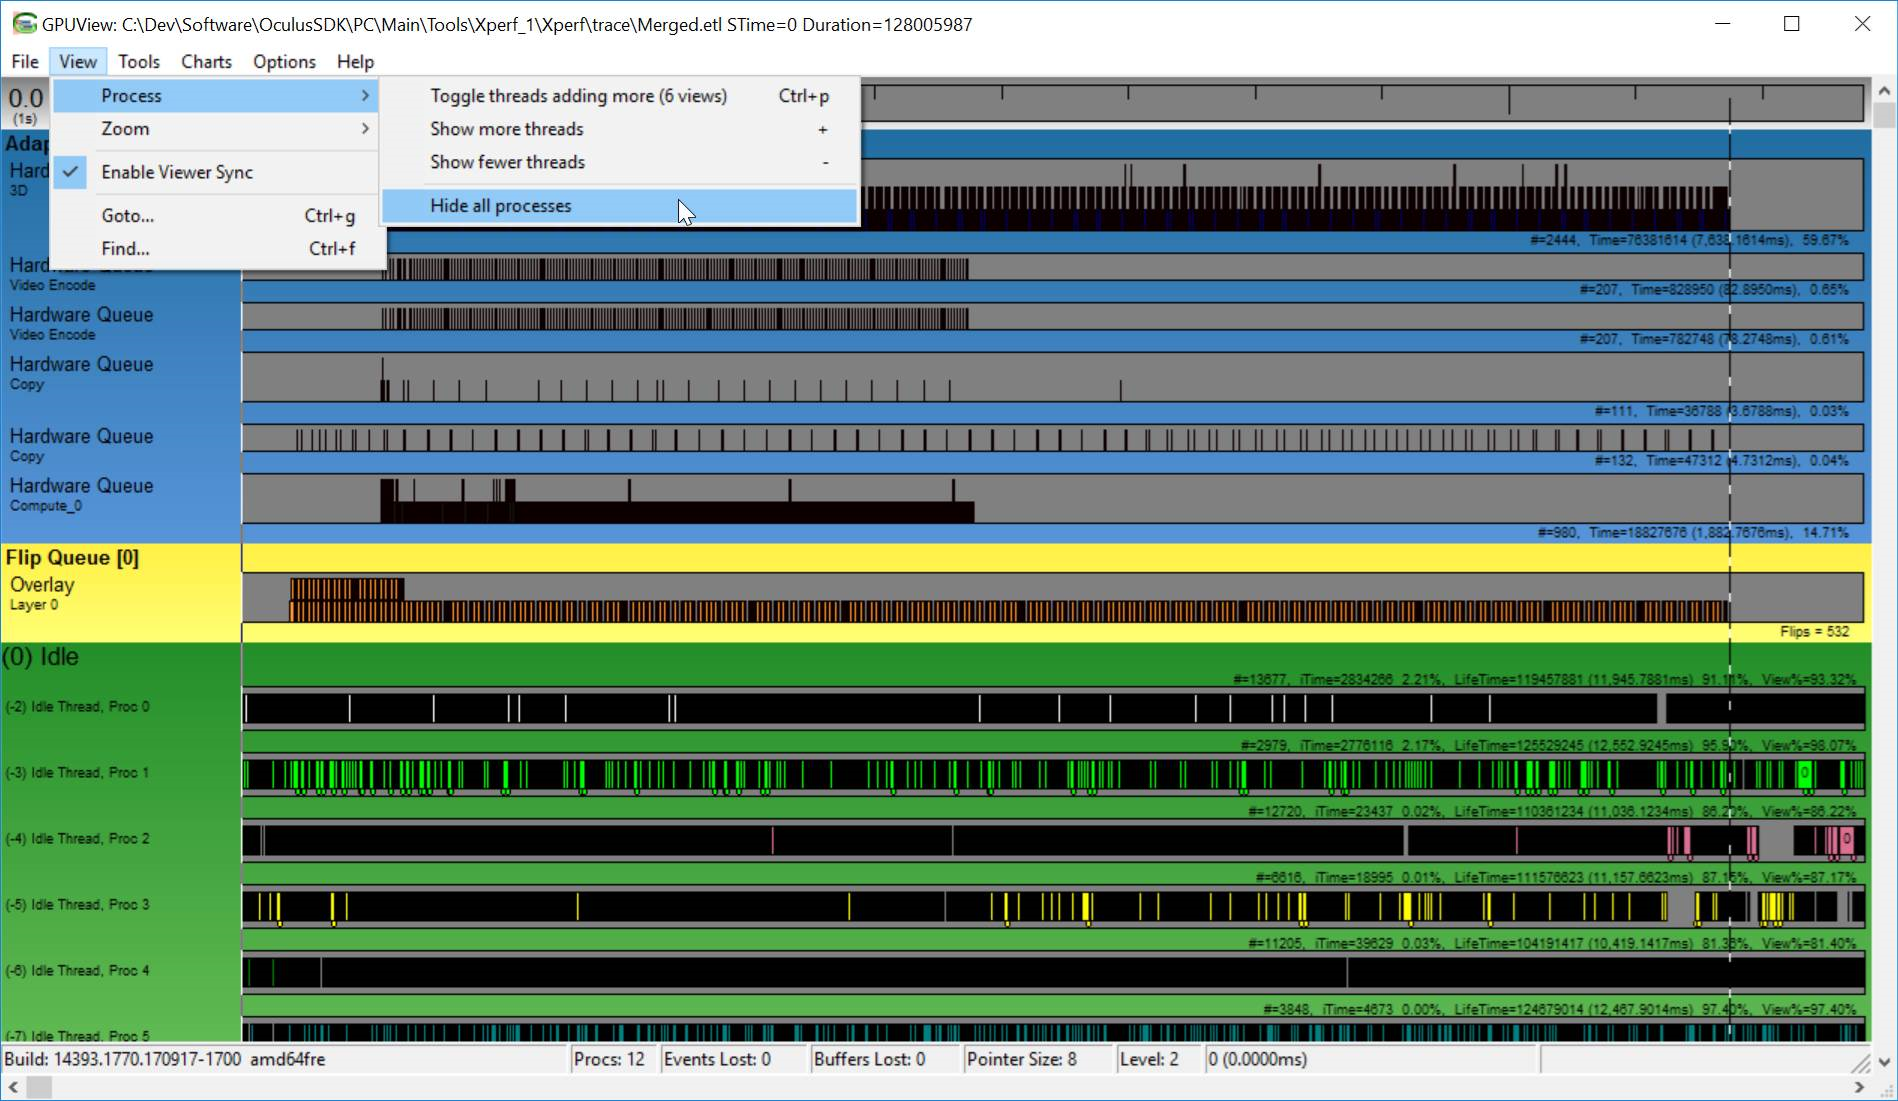 GPUView: C:\Dev\Software\OculusSDK\PC\Main\Tools\Xperf_1\Xperf\trace\Merged.etl STime=0 Duration=128005987
File View Tools Charts Options Help
0.0
(1s)
Process
Zoom
Enable Viewer Sync
Goto... Ctrl+g
Find... Ctrl+f
Toggle threads adding more (6 views) Ctrl+p
Show more threads +
Show fewer threads -
Hide all processes
3D
#=2444, Time=76381614 (7,638.1614ms), 59.67%
Video Encode
#=207, Time=828950 (82.8950ms), 0.65%
Hardware Queue
Video Encode
#=207, Time=782748 (78.2748ms), 0.61%
Hardware Queue
Copy
#=111, Time=36788 (3.6788ms), 0.03%
Hardware Queue
Copy
#=132, Time=47312 (4.7312ms), 0.04%
Hardware Queue
Compute_0
#=980, Time=18827676 (1,882.7676ms), 14.71%
Flip Queue [0]
Overlay
Layer 0
Flips = 532
(0) Idle
#=13677, iTime=2834266 2.21%, LifeTime=119457881 (11,945.7881ms) 91.11%, View%=93.32%
(-2) Idle Thread, Proc 0
#=2979, iTime=2776116 2.17%, LifeTime=125529245 (12,552.9245ms) 95.90%, View%=98.07%
(-3) Idle Thread, Proc 1
0
#=12720, iTime=23437 0.02%, LifeTime=110361234 (11,036.1234ms) 86.20%, View%=86.22%
(-4) Idle Thread, Proc 2
0
#=6616, iTime=18995 0.01%, LifeTime=111576623 (11,157.6623ms) 87.15%, View%=87.17%
(-5) Idle Thread, Proc 3
#=11205, iTime=39629 0.03%, LifeTime=104191417 (10,419.1417ms) 81.36%, View%=81.40%
(-6) Idle Thread, Proc 4
#=3848, iTime=4673 0.00%, LifeTime=124679014 (12,467.9014ms) 97.40%, View%=97.40%
(-7) Idle Thread, Proc 5
Build: 14393.1770.170917-1700 amd64fre Procs: 12 Events Lost: 0 Buffers Lost: 0 Pointer Size: 8 Level: 2 0 (0.0000ms)